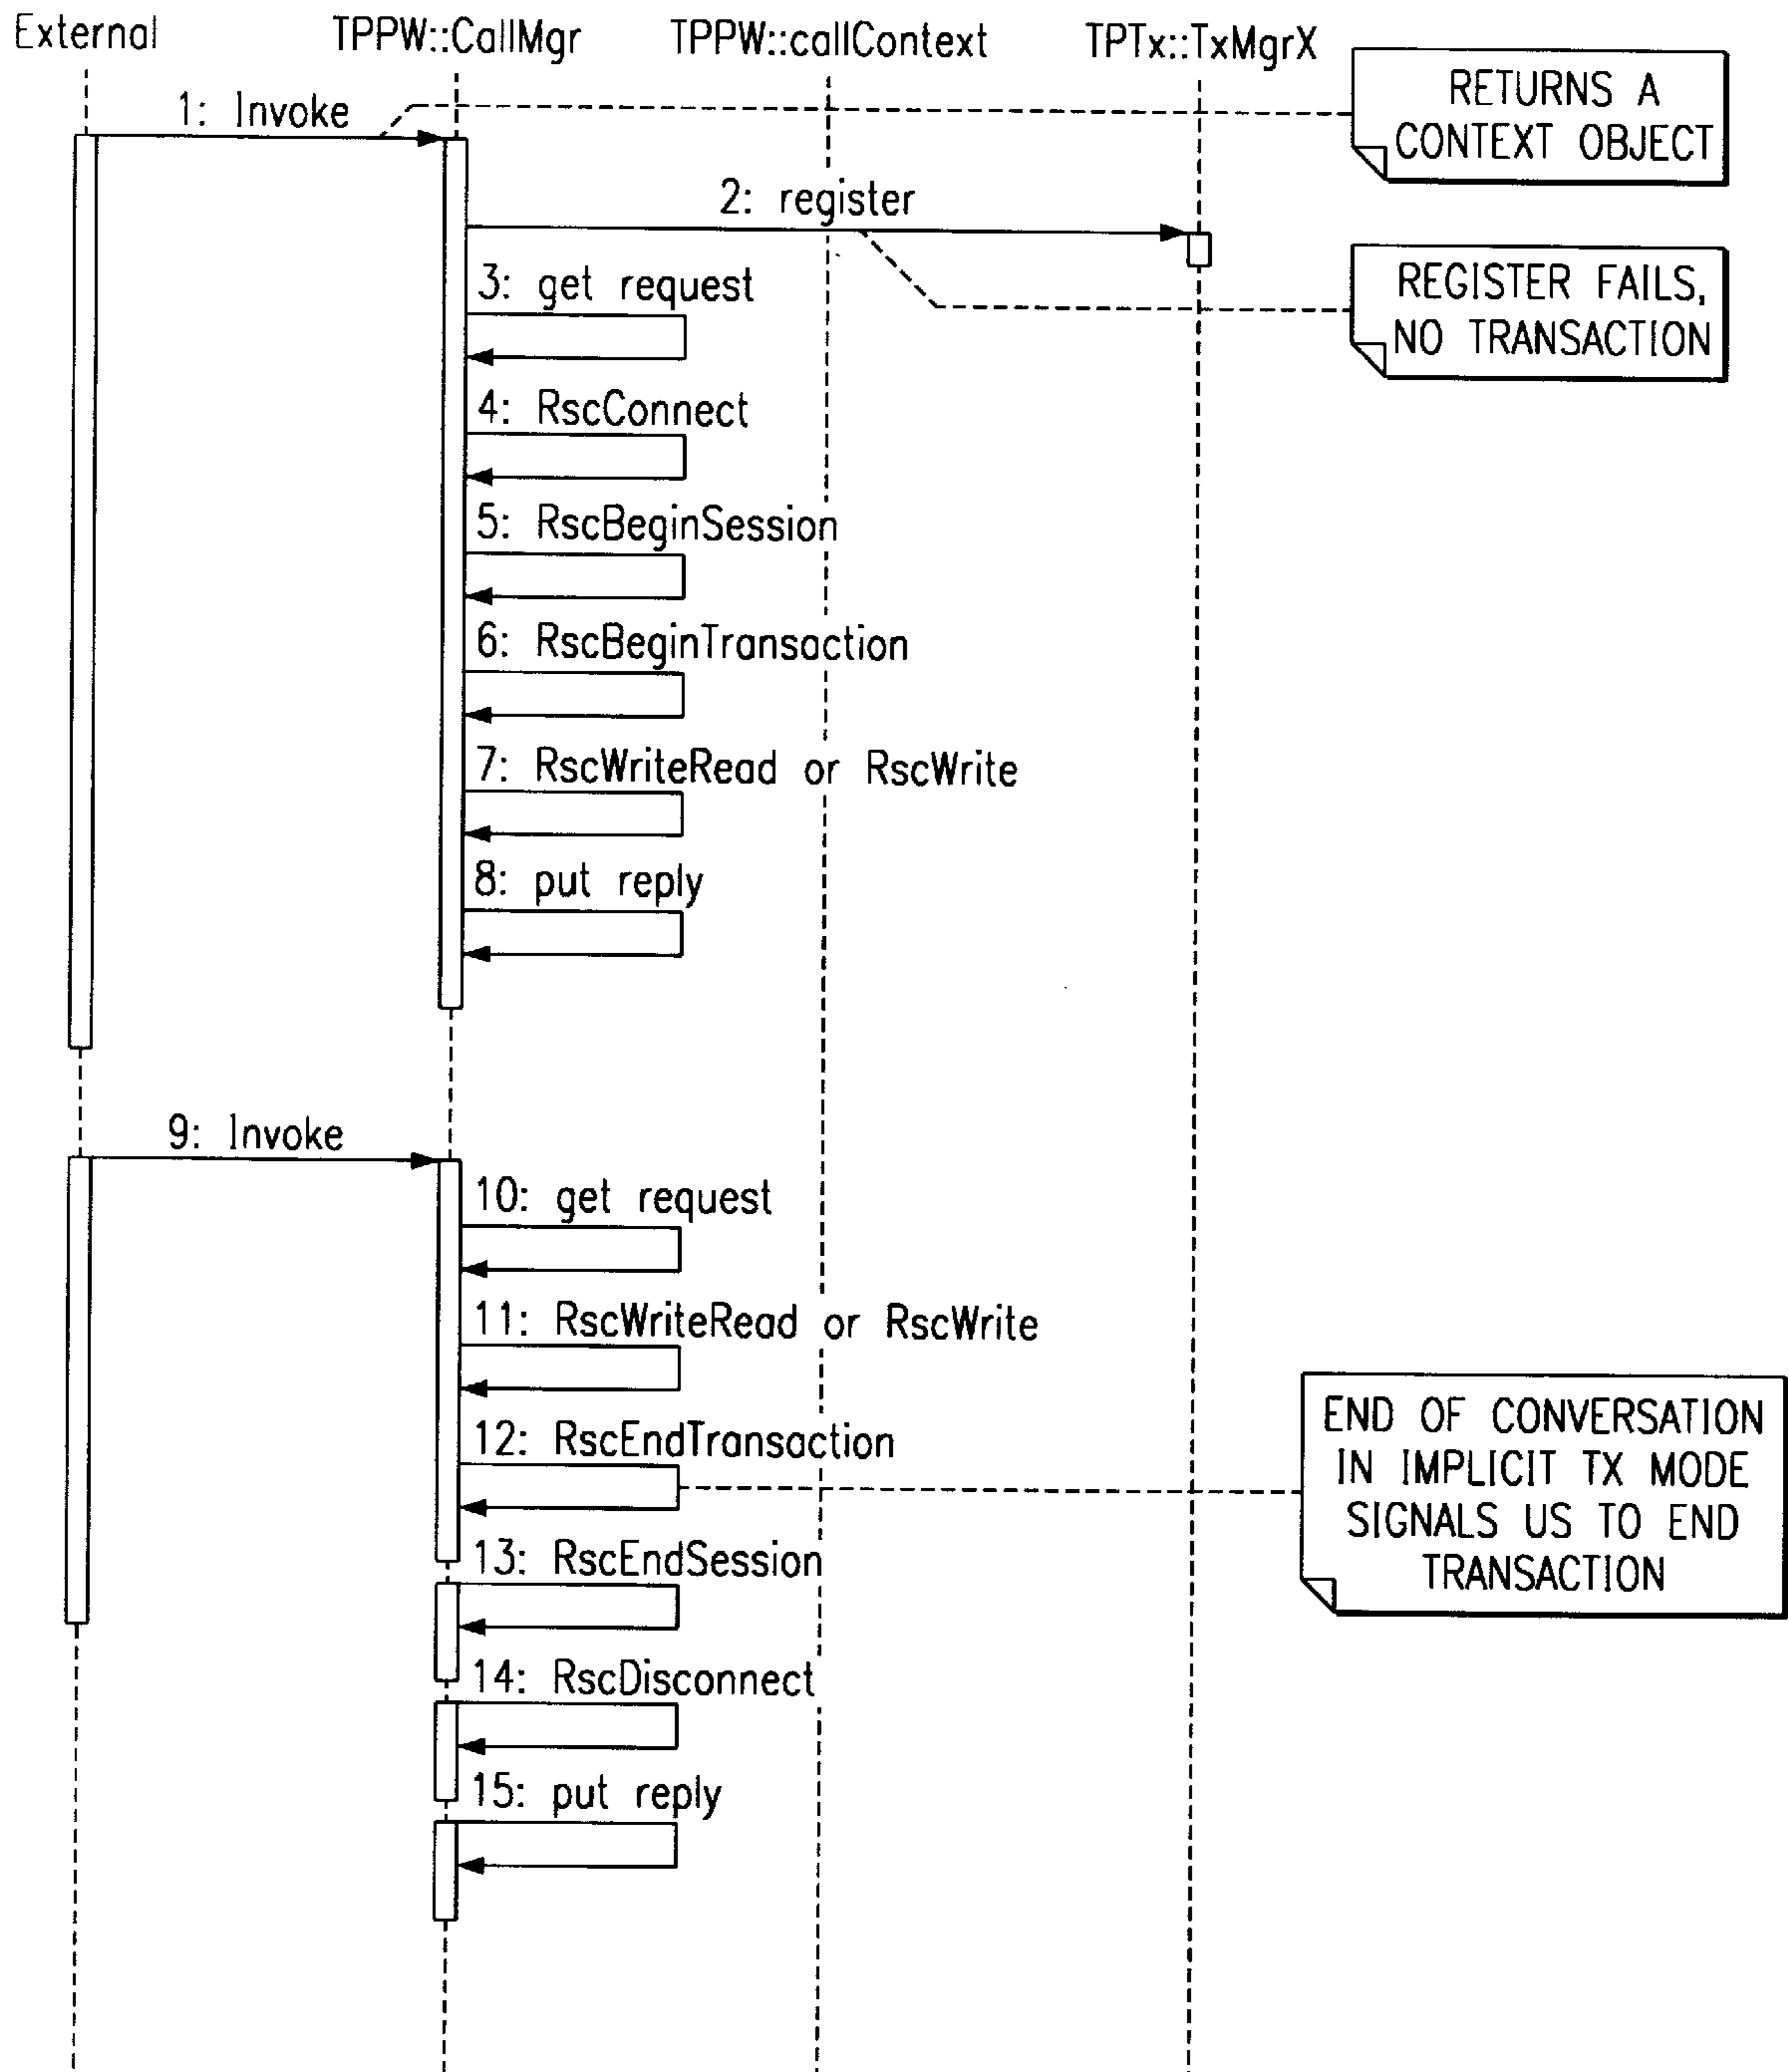 External
TPPW::CallMgr
TPPW::callContext
TPTx::TxMgrX
1: Invoke
RETURNS A
CONTEXT OBJECT
2: register
REGISTER FAILS,
NO TRANSACTION
3: get request
4: RscConnect
5: RscBeginSession
6: RscBeginTransaction
7: RscWriteRead or RscWrite
8: put reply
9: Invoke
10: get request
11: RscWriteRead or RscWrite
12: RscEndTransaction
END OF CONVERSATION
IN IMPLICIT TX MODE
SIGNALS US TO END
TRANSACTION
13: RscEndSession
14: RscDisconnect
15: put reply